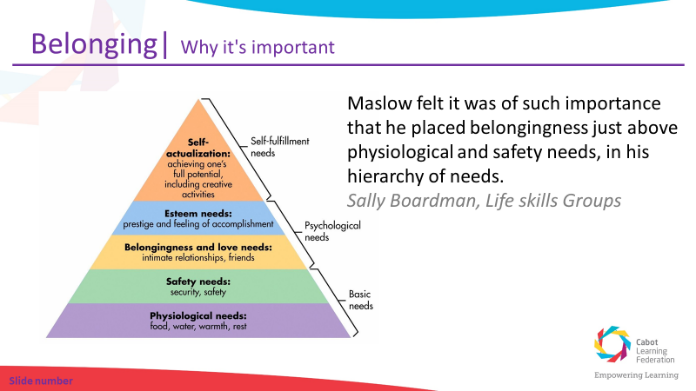 Belonging| Why it's important
Maslow felt it was of such importance
that he placed belongingness just above
physiological and safety needs, in his
hierarchy of needs.
Sally Boardman, Life skills Groups
Self-
actualization:
achieving one's
full potential,
including creative
activities
Self-fulfillment
needs
Esteem needs:
prestige and feeling of accomplishment
Psychological
needs
Belongingness and love needs:
intimate relationships, friends
Safety needs:
security, safety
Basic
needs
Physiological needs:
food, water, warmth, rest
Cabot
Learning
Federation
Empowering Learning
Slide number